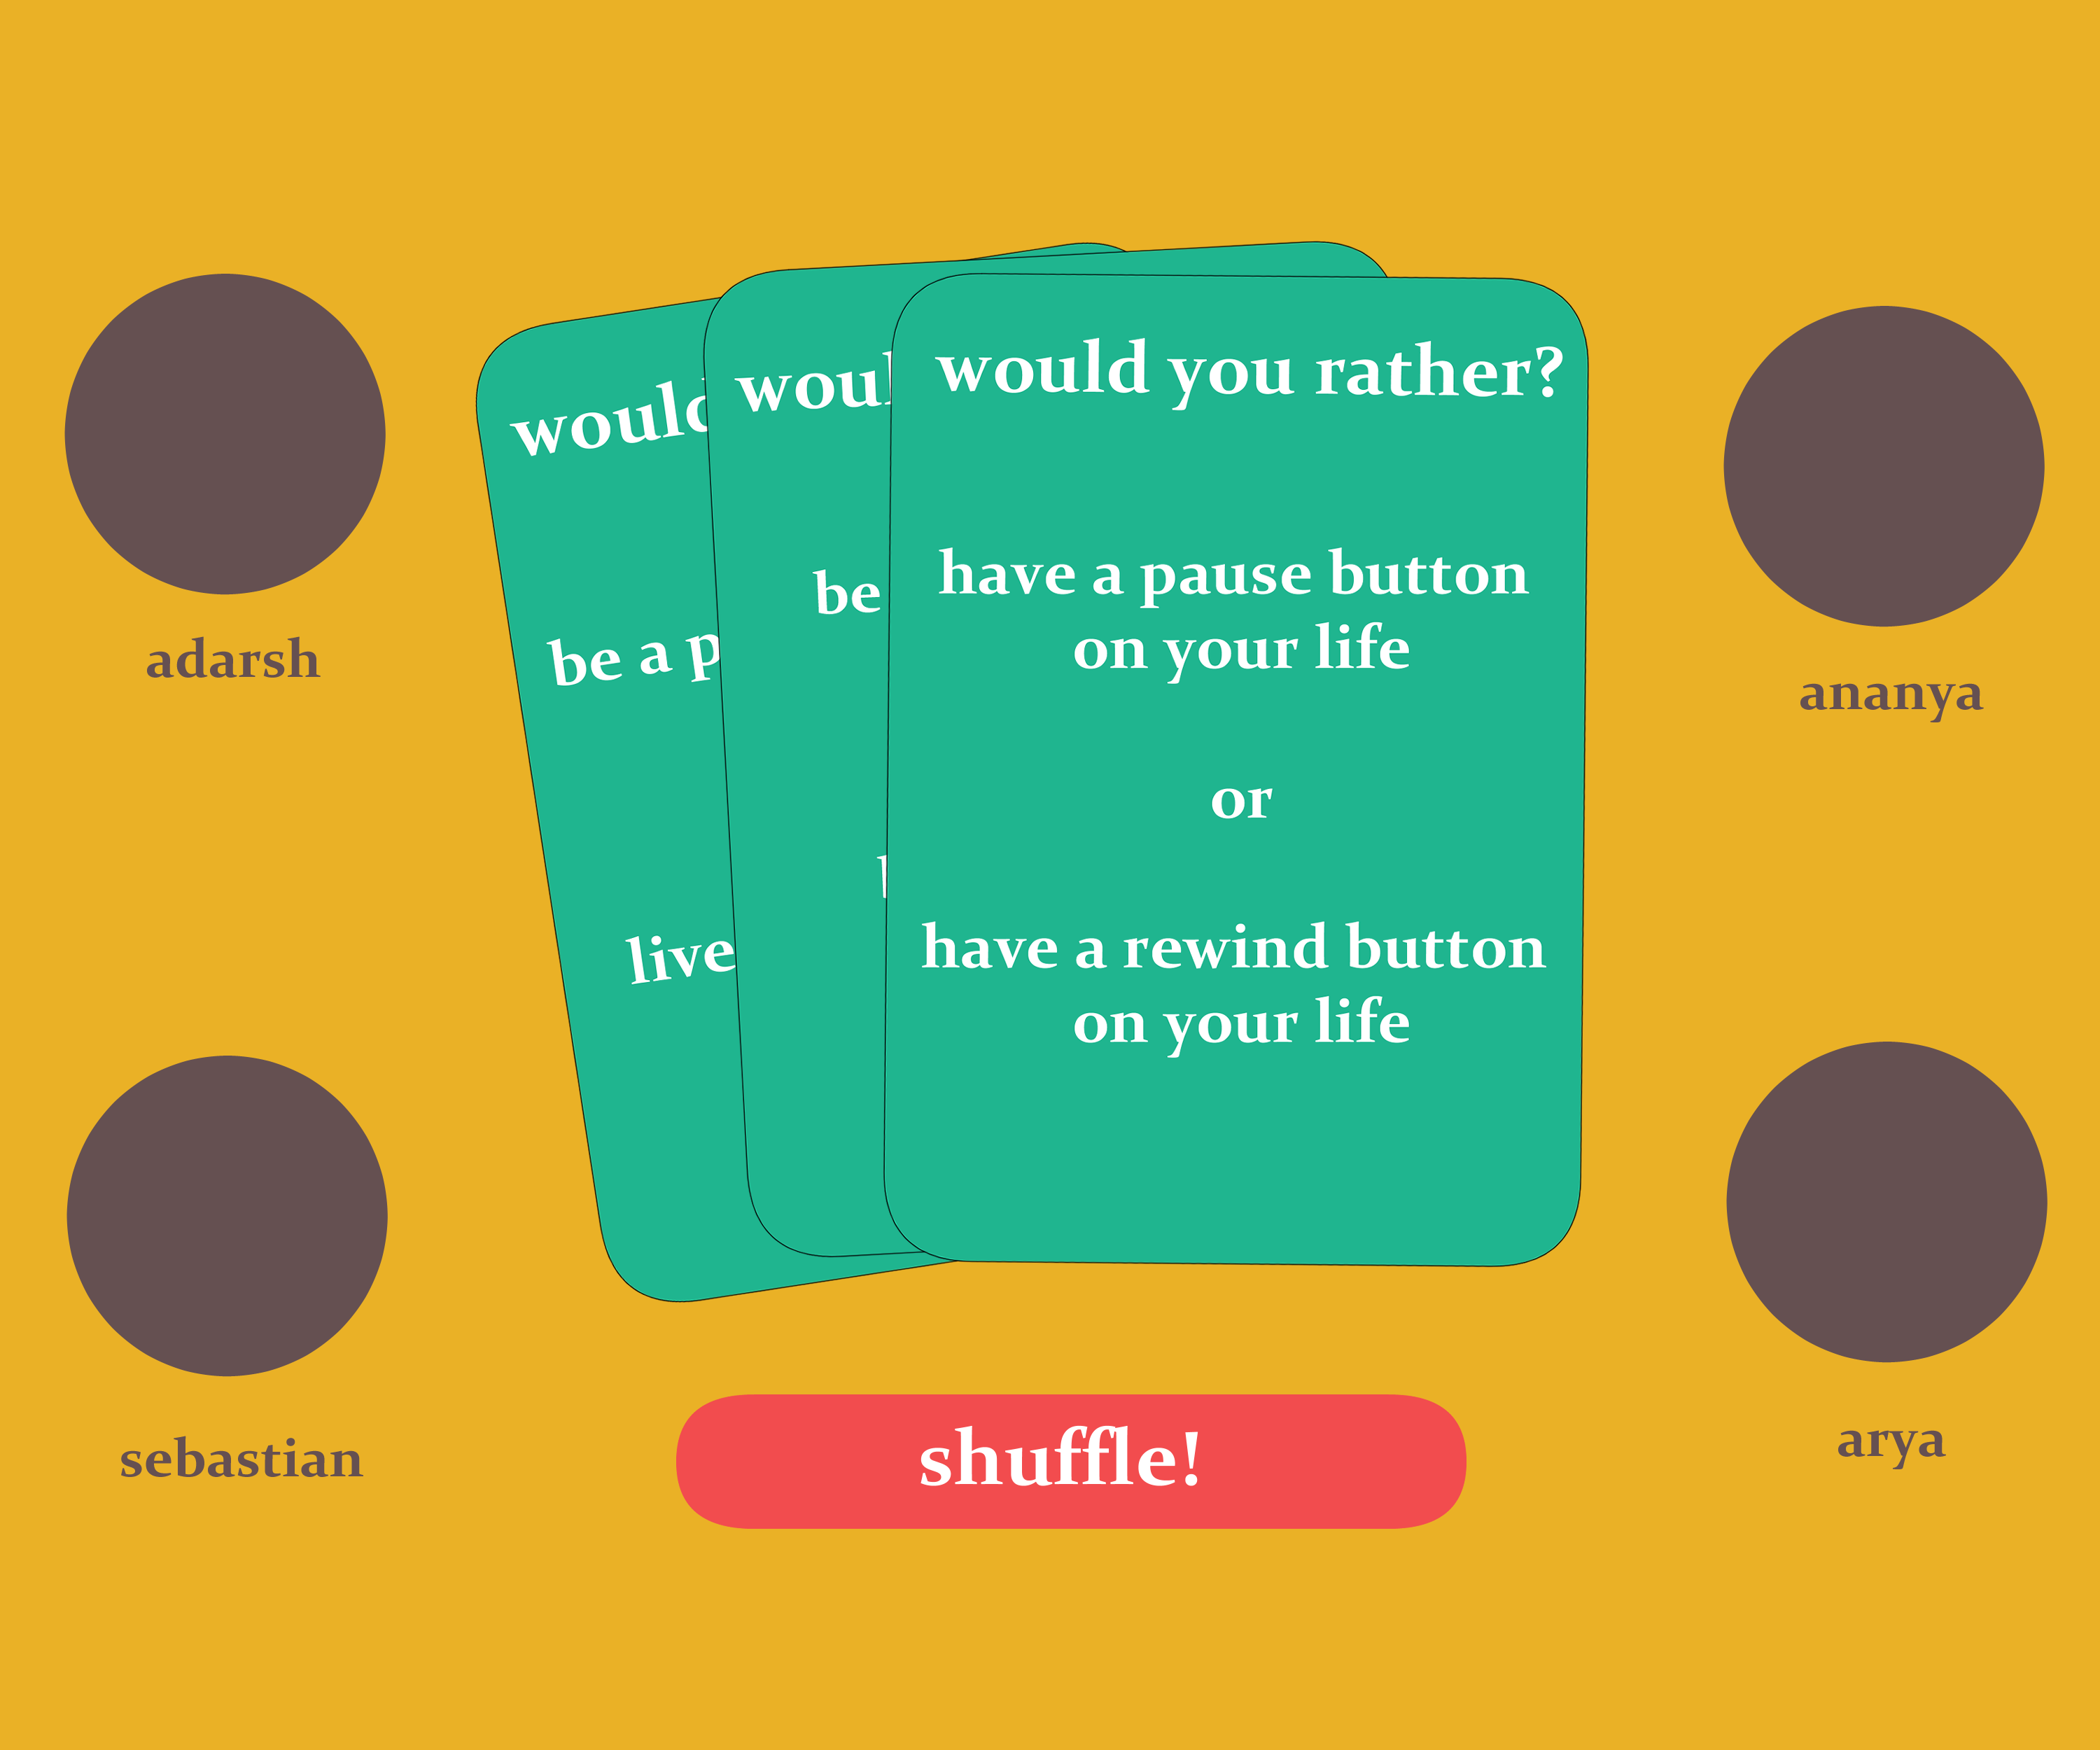 adarsh
sebastian
would
be a p
live
woul
be
would you rather?
have a pause button
on your life
or
have a rewind button
on your life
shuffle!
ananya
arya